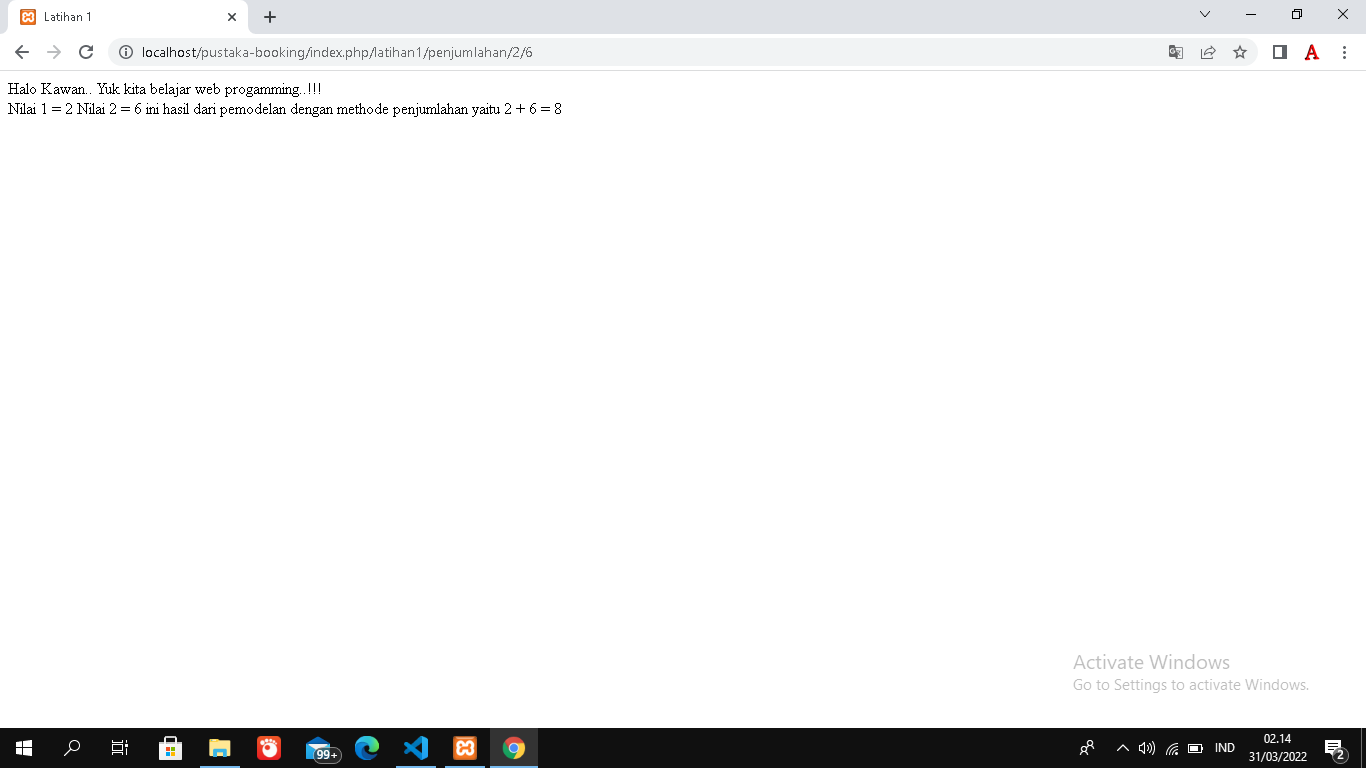 Latihan 1
localhost/pustaka-booking/index.php/latihan1/penjumlahan/2/6
Halo Kawan.. Yuk kita belajar web progamming..!!!
Nilai 1 = 2 Nilai 2 = 6 ini hasil dari pemodelan dengan methode penjumlahan yaitu 2 + 6 = 8
Activate Windows
Go to Settings to activate Windows.
99+
IND
02.14
31/03/2022
2